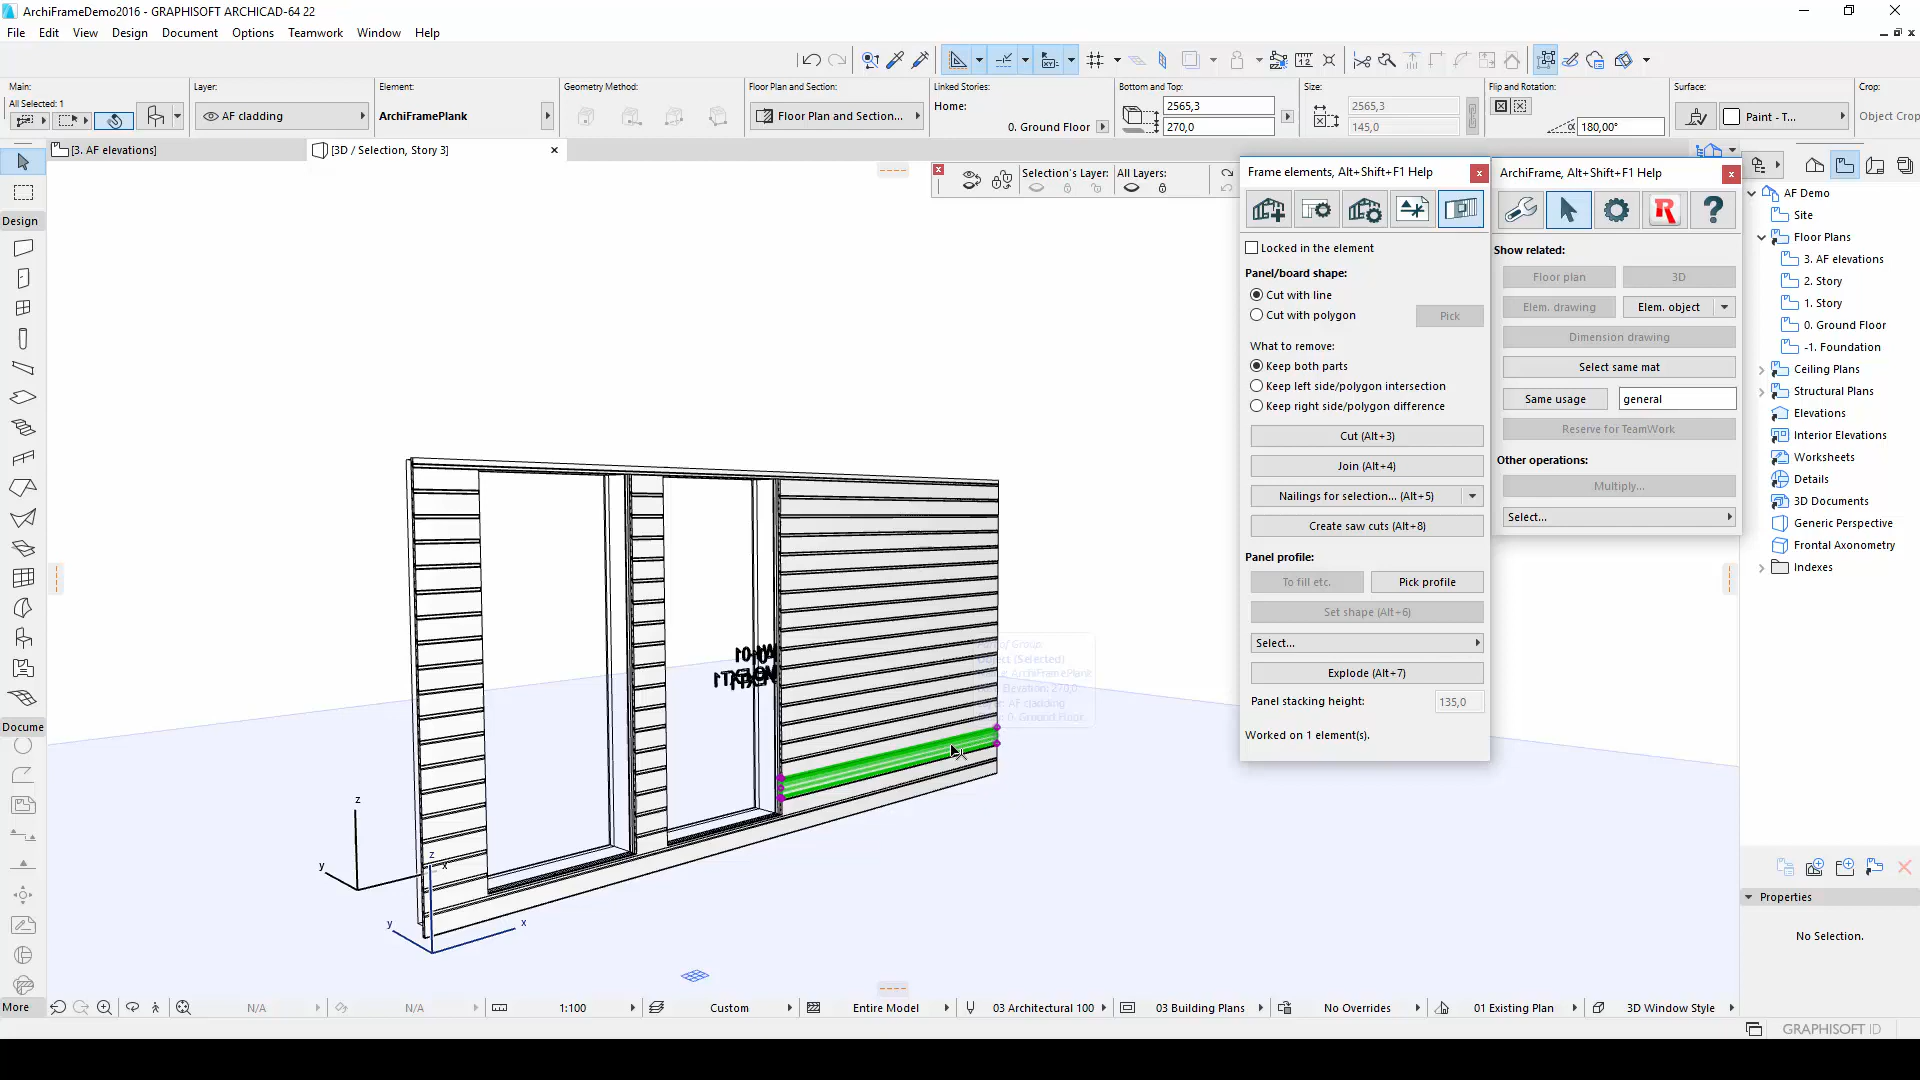 ArchiFrameDemo2016 - GRAPHISOFT ARCHICAD-64 22
File Edit View Design Document Options Teamwork Window Help
Main:
All Selected: 1
Layer:
AF cladding
Element:
ArchiFramePlank
Geometry Method:
Floor Plan and Section:
Floor Plan and Section...
Linked Stories:
Home:
0. Ground Floor
Bottom and Top:
2565,3
270,0
Size:
2565,3
145,0
Flip and Rotation:
180,00°
Surface:
Paint - T...
Crop:
Object Crop
[3. AF elevations]
[3D / Selection, Story 3]
Selection's Layer:
All Layers:
Frame elements, Alt+Shift+F1 Help
Locked in the element
Panel/board shape:
Cut with line
Cut with polygon
Pick
What to remove:
Keep both parts
Keep left side/polygon intersection
Keep right side/polygon difference
Cut (Alt+3)
Join (Alt+4)
Nailings for selection... (Alt+5)
Create saw cuts (Alt+8)
Panel profile:
To fill etc.
Pick profile
Set shape (Alt+6)
Select...
Explode (Alt+7)
Panel stacking height:
135,0
Worked on 1 element(s).
ArchiFrame, Alt+Shift+F1 Help
R
?
Show related:
Floor plan
3D
Elem. drawing
Elem. object
Dimension drawing
Select same mat
Same usage
general
Reserve for TeamWork
Other operations:
Multiply...
Select...
AF Demo
Site
Floor Plans
3. AF elevations
2. Story
1. Story
0. Ground Floor
-1. Foundation
Ceiling Plans
Structural Plans
Elevations
Interior Elevations
Worksheets
Details
3D Documents
Generic Perspective
Frontal Axonometry
Indexes
Properties
No Selection.
Design
Docume
More
z
y
x
z
y
x
N/A
N/A
1:100
Custom
Entire Model
03 Architectural 100
03 Building Plans
No Overrides
01 Existing Plan
3D Window Style
GRAPHISOFT ID